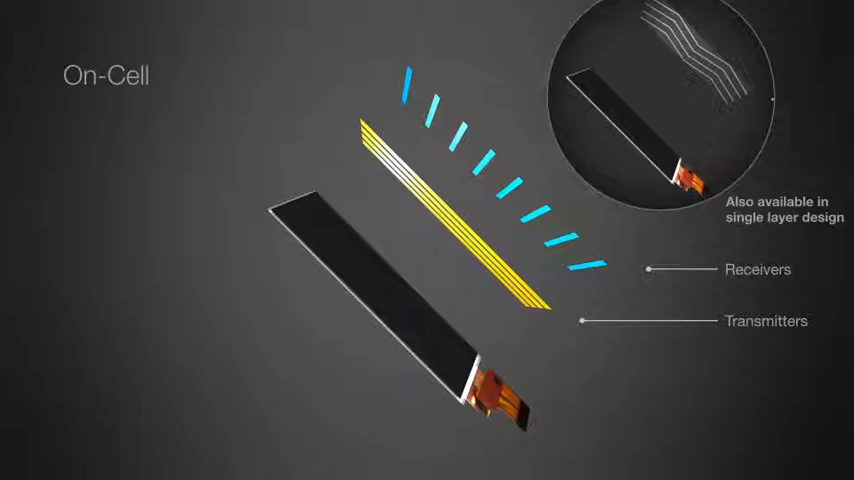 On-Cell
Also available in
single layer design
Receivers
Transmitters